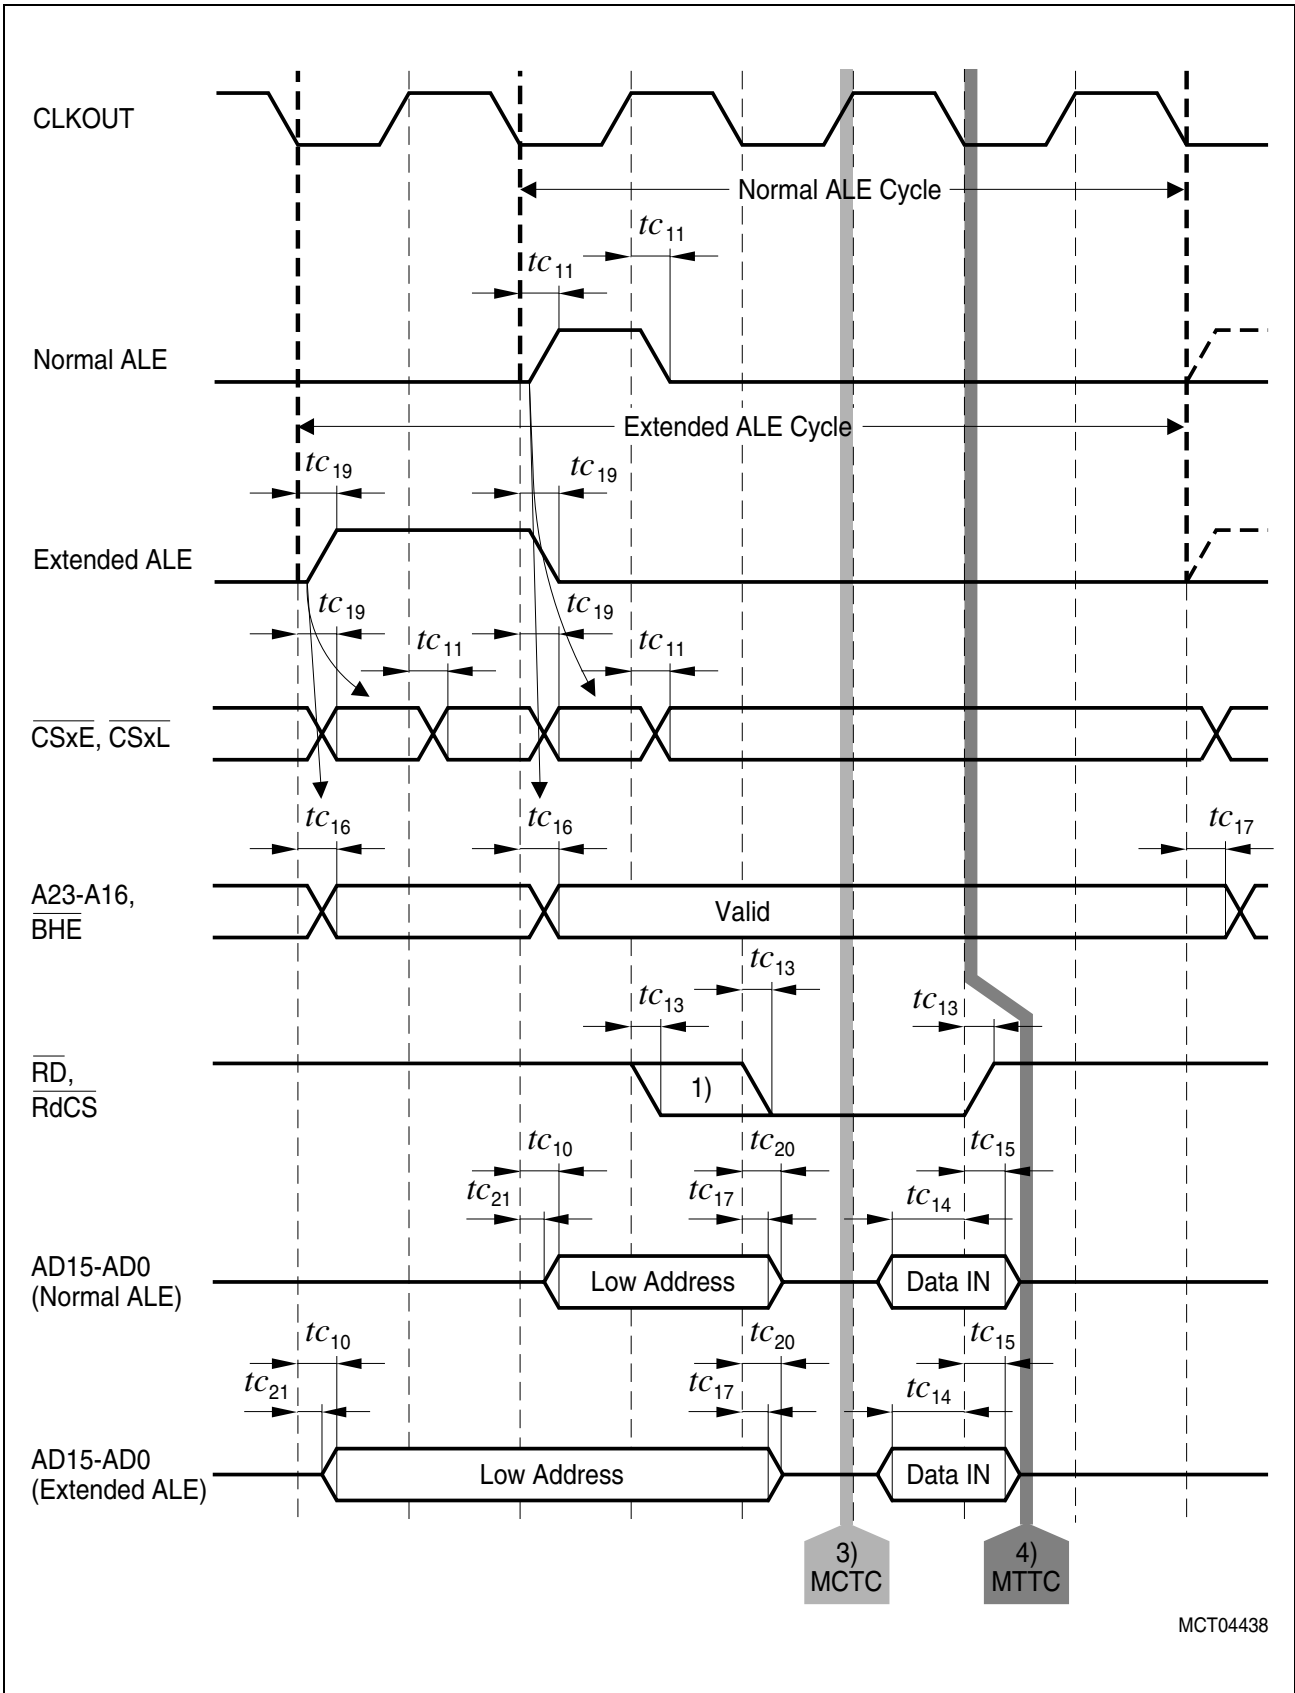 CLKOUT
Normal ALE Cycle
tc11
tc11
Normal ALE
Extended ALE Cycle
tc19
tc19
Extended ALE
tc19
tc19
tc11
tc11
CSxE, CSxL
tc16
tc16
tc17
A23-A16,
BHE
Valid
tc13
tc13
tc13
RD,
RdCS
1)
tc10
tc20
tc15
tc21
tc17
tc14
AD15-AD0
(Normal ALE)
Low Address
Data IN
tc10
tc20
tc15
tc21
tc17
tc14
AD15-AD0
(Extended ALE)
Low Address
Data IN
3)
MCTC
4)
MTTC
MCT04438